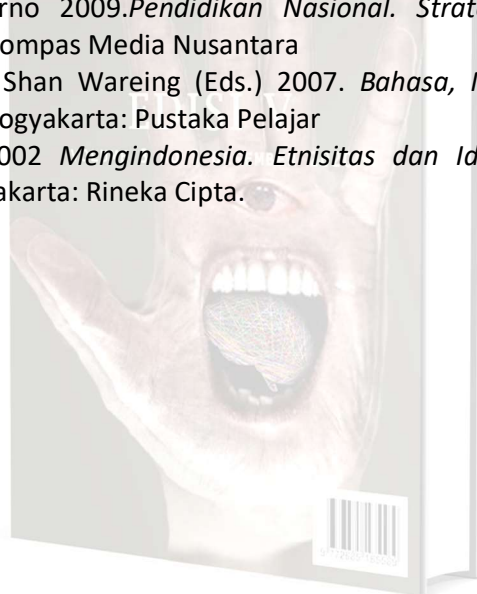 rno 2009.Pendidikan Nasional. Strat
ompas Media Nusantara
Shan Wareing (Eds.) 2007. Bahasa,
ogyakarta: Pustaka Pelajar
002 Mengindonesia. Etnisitas dan Id
akarta: Rineka Cipta.